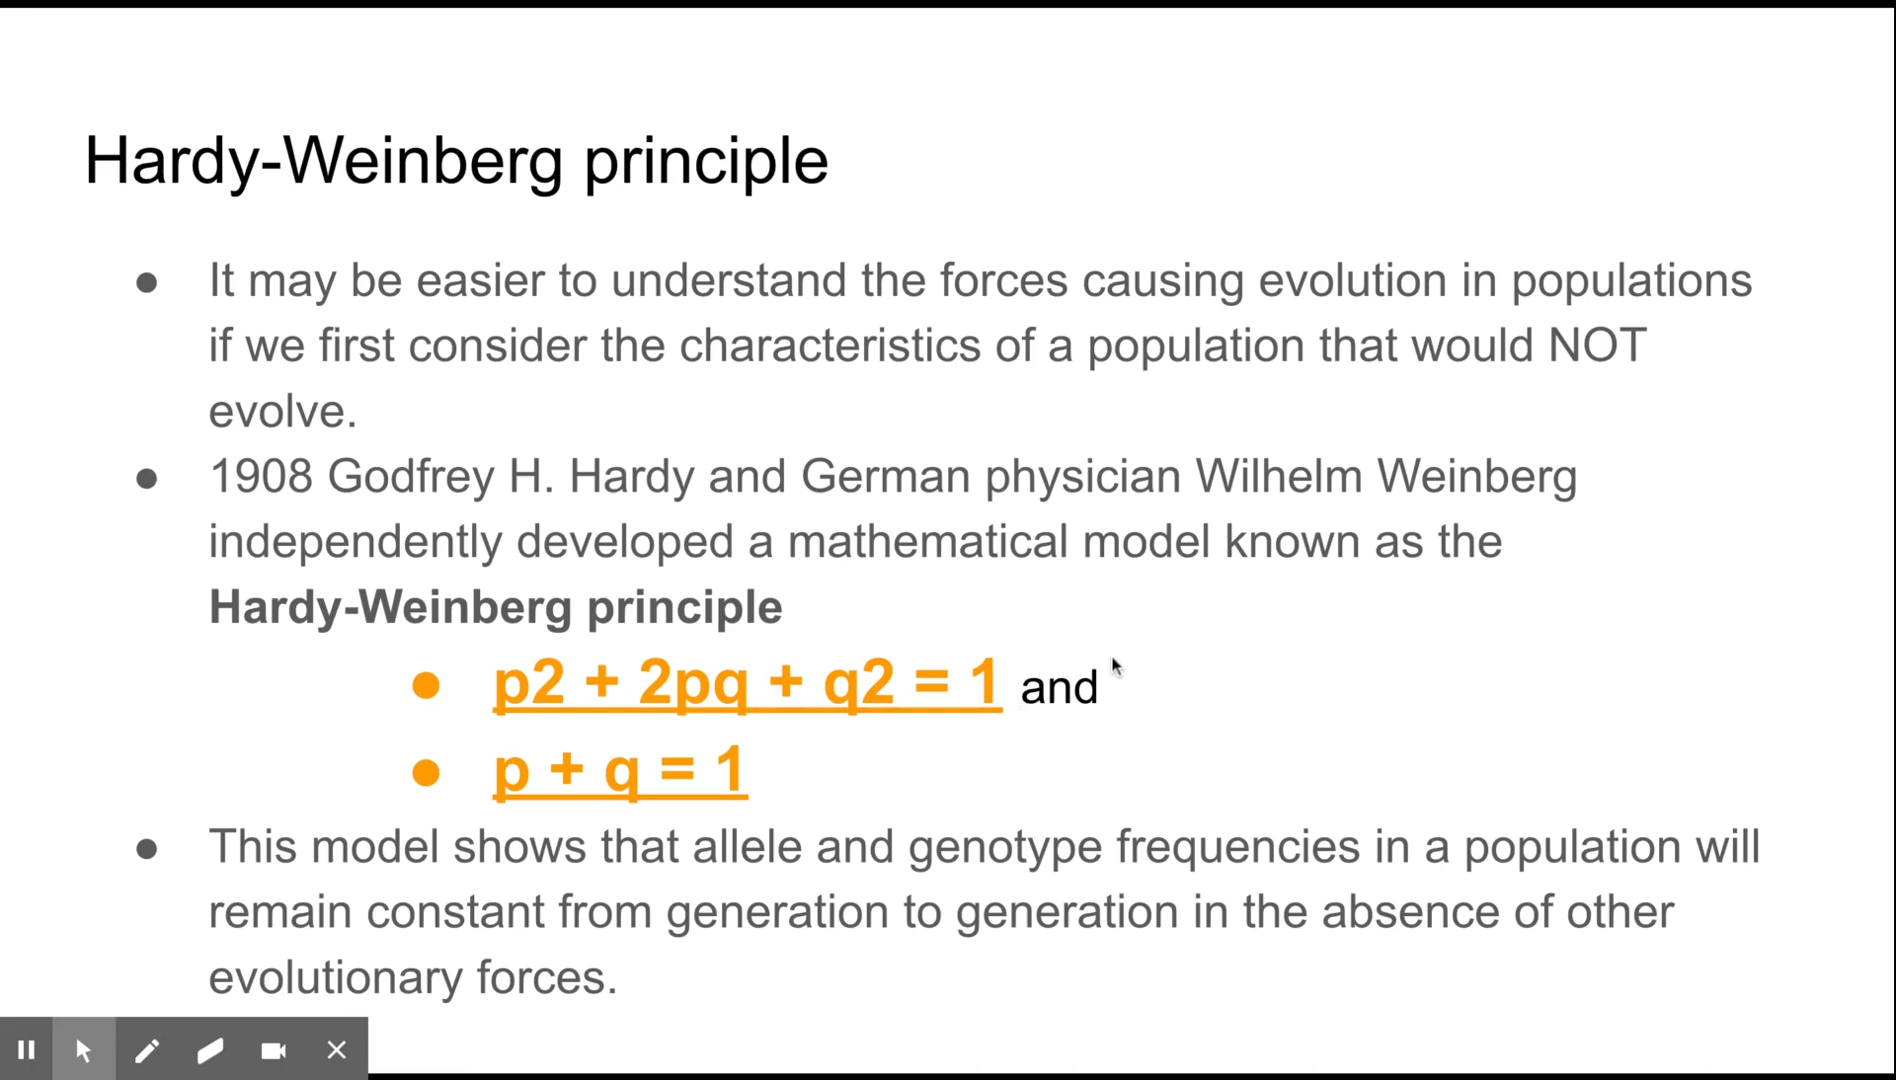 Hardy-Weinberg principle
● It may be easier to understand the forces causing evolution in populations
if we first consider the characteristics of a population that would NOT
evolve.
● 1908 Godfrey H. Hardy and German physician Wilhelm Weinberg
independently developed a mathematical model known as the
Hardy-Weinberg principle
● p2 + 2pq + q2 = 1 and
● p + q = 1
● This model shows that allele and genotype frequencies in a population will
remain constant from generation to generation in the absence of other
evolutionary forces.